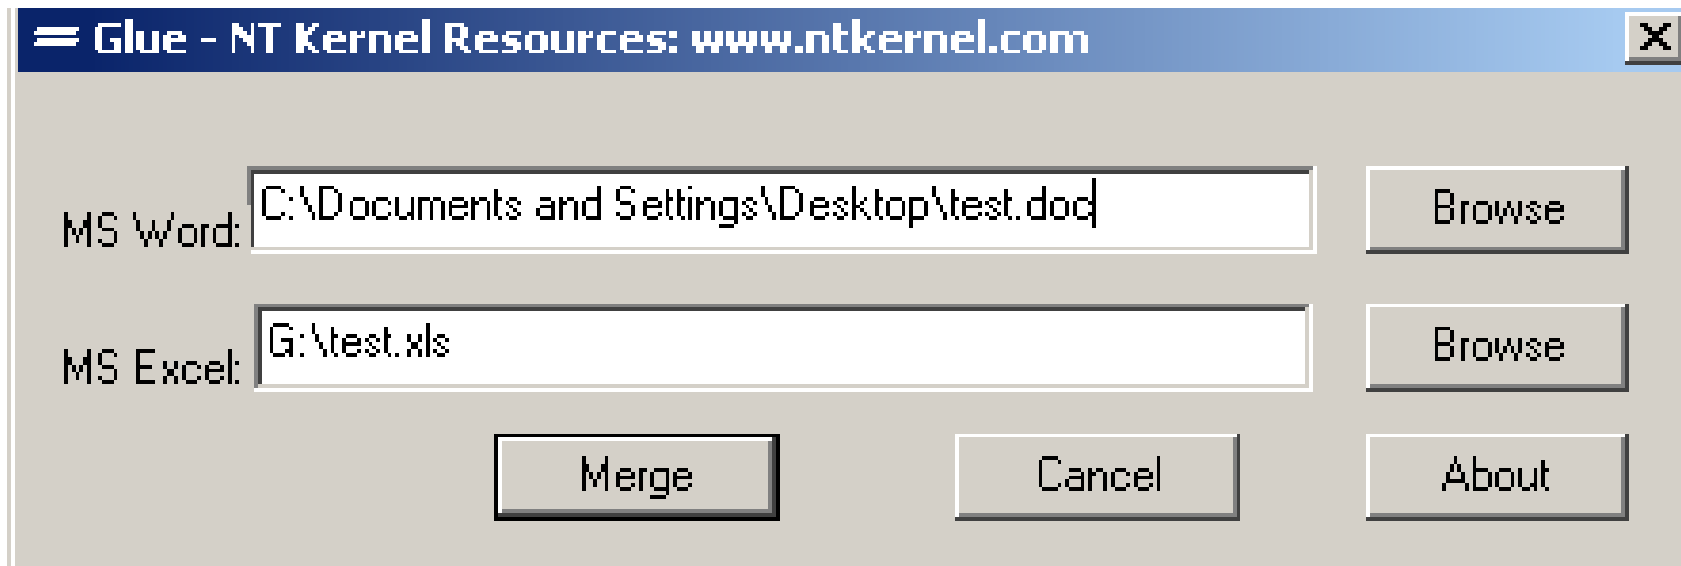 Glue - NT Kernel Resources: www.ntkernel.com
MS Word: C:\Documents and Settings\Desktop\test.doc Browse
MS Excel: G:\test.xls Browse
Merge Cancel About